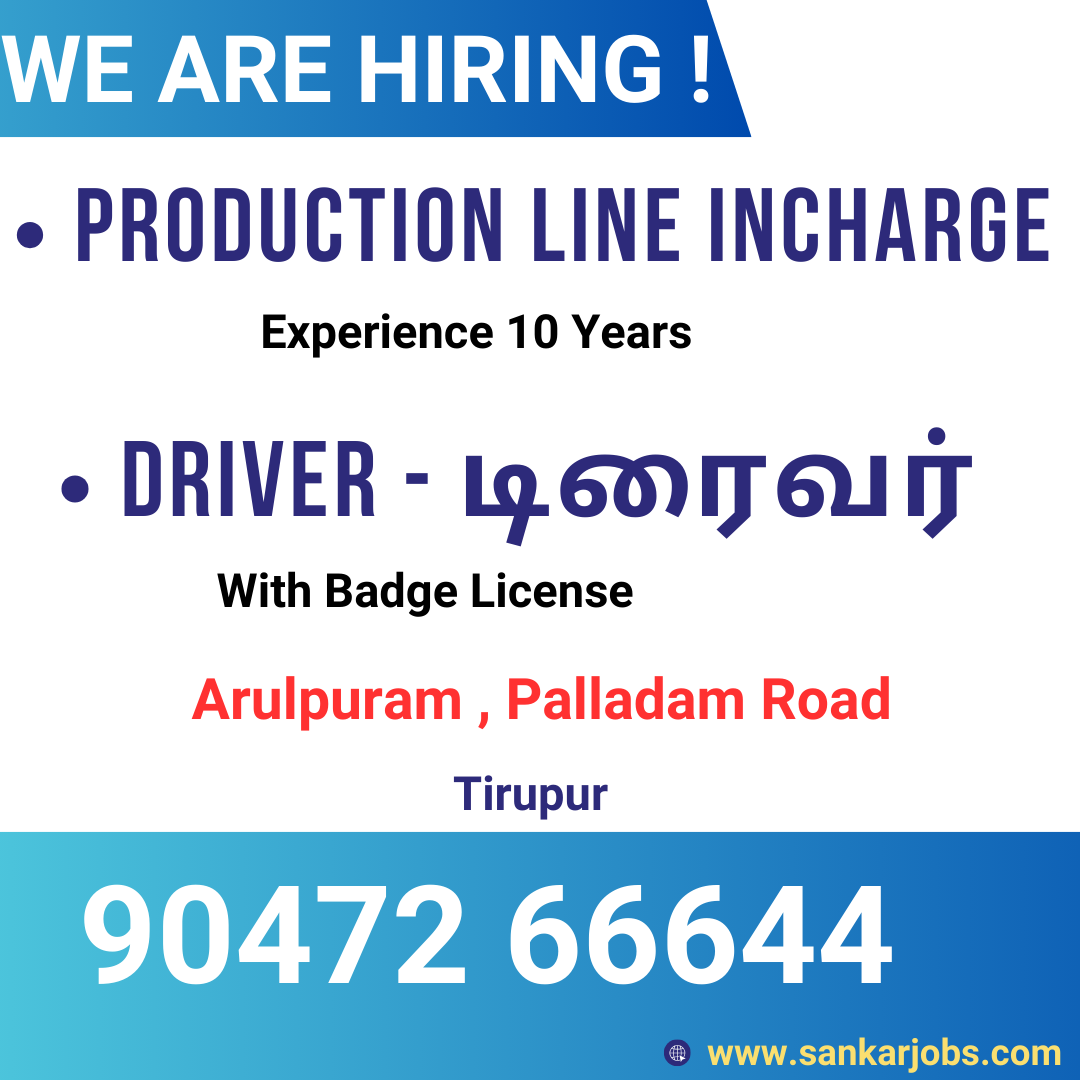 WE ARE HIRING !
• PRODUCTION LINE INCHARGE
Experience 10 Years
• DRIVER - டிரைவர்
With Badge License
Arulpuram , Palladam Road
Tirupur
90472 66644
www.sankarjobs.com